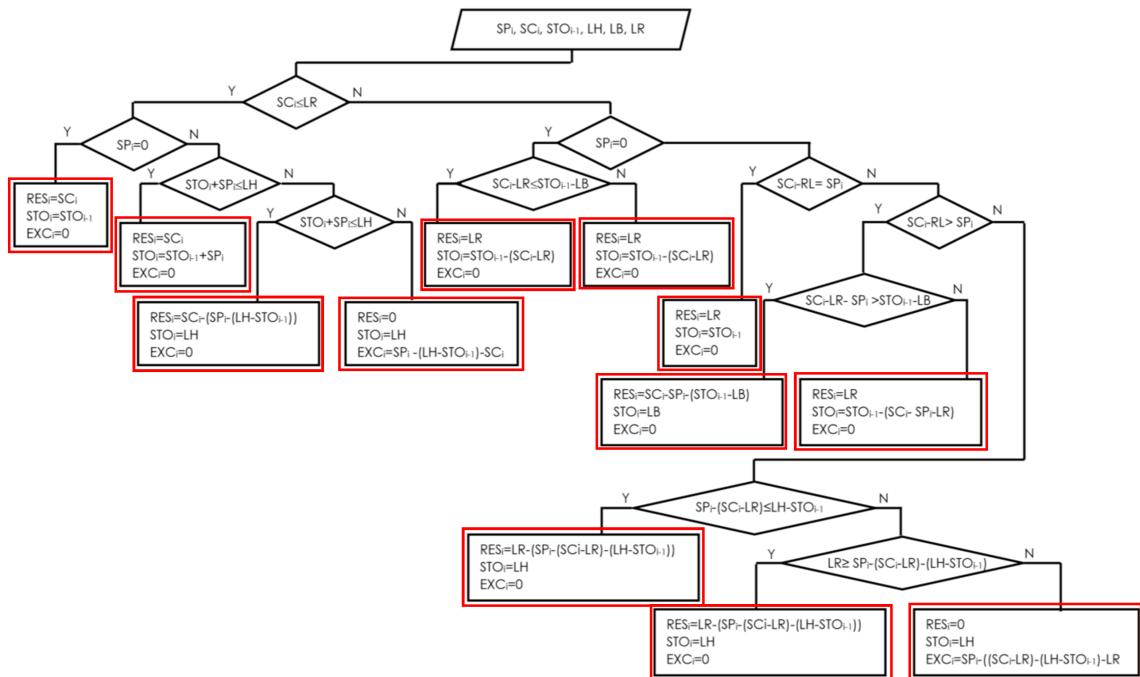 SPi, SCi, STOi-1, LH, LB, LR
Y
SCi≤LR
N
Y
SPi=0
N
Y
SPi=0
N
Y
STOi+SPi≤LH
N
Y
SCi-LR≤STOi-1-LB
N
Y
SCi-RL= SPi
N
RESi=SCi
STOi=STOi-1
EXCi=0
Y
STOi+SPi≤LH
N
Y
SCi-RL> SPi
N
RESi=SCi
STOi=STOi-1+SPi
EXCi=0
RESi=LR
STOi=STOi-1-(SCi-LR)
EXCi=0
RESi=LR
STOi=STOi-1-(SCi-LR)
EXCi=0
Y
SCi-LR- SPi >STOi-1-LB
N
RESi=SCi-(SPi-(LH-STOi-1))
STOi=LH
EXCi=0
RESi=0
STOi=LH
EXCi=SPi -(LH-STOi-1)-SCi
RESi=LR
STOi=STOi-1
EXCi=0
RESi=SCi-SPi-(STOi-1-LB)
STOi=LB
EXCi=0
RESi=LR
STOi=STOi-1-(SCi- SPi-LR)
EXCi=0
Y
SPi-(SCi-LR)≤LH-STOi-1
N
RESi=LR-(SPi-(SCi-LR)-(LH-STOi-1))
STOi=LH
EXCi=0
Y
LR≥ SPi-(SCi-LR)-(LH-STOi-1)
N
RESi=LR-(SPi-(SCi-LR)-(LH-STOi-1))
STOi=LH
EXCi=0
RESi=0
STOi=LH
EXCi=SPi-((SCi-LR)-(LH-STOi-1)-LR